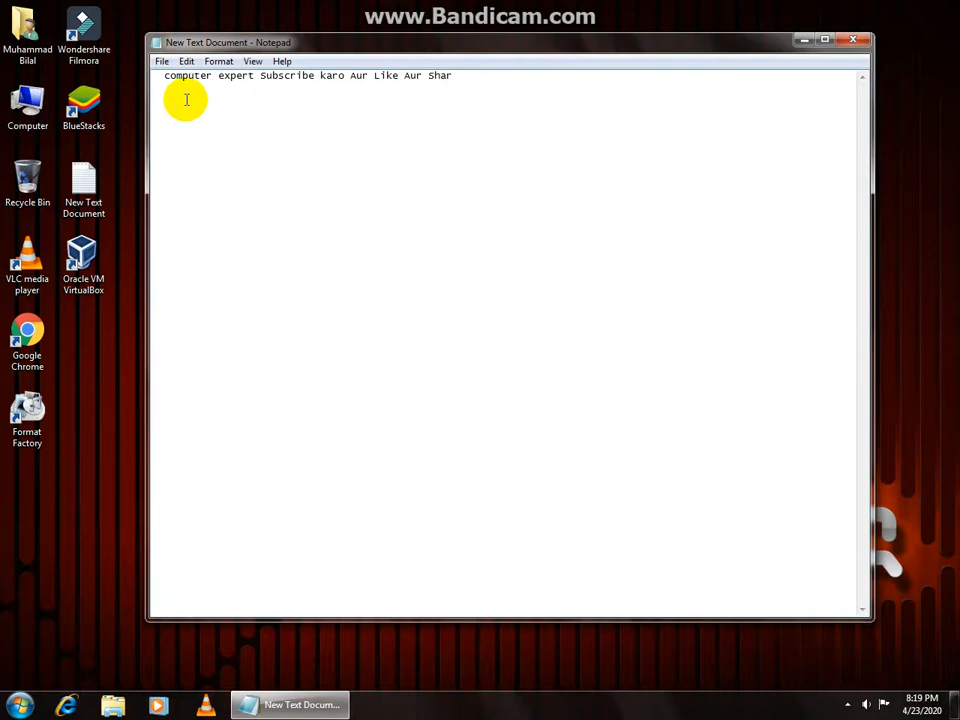 www.Bandicam.com
New Text Document - Notepad
File Edit Format View Help
computer expert Subscribe karo Aur Like Aur Shar
Muhammad
Bilal
Wondershare
Filmora
Computer
BlueStacks
Recycle Bin
New Text
Document
VLC media
player
Oracle VM
VirtualBox
Google
Chrome
Format
Factory
New Text Docum...
8:19 PM
4/23/2020